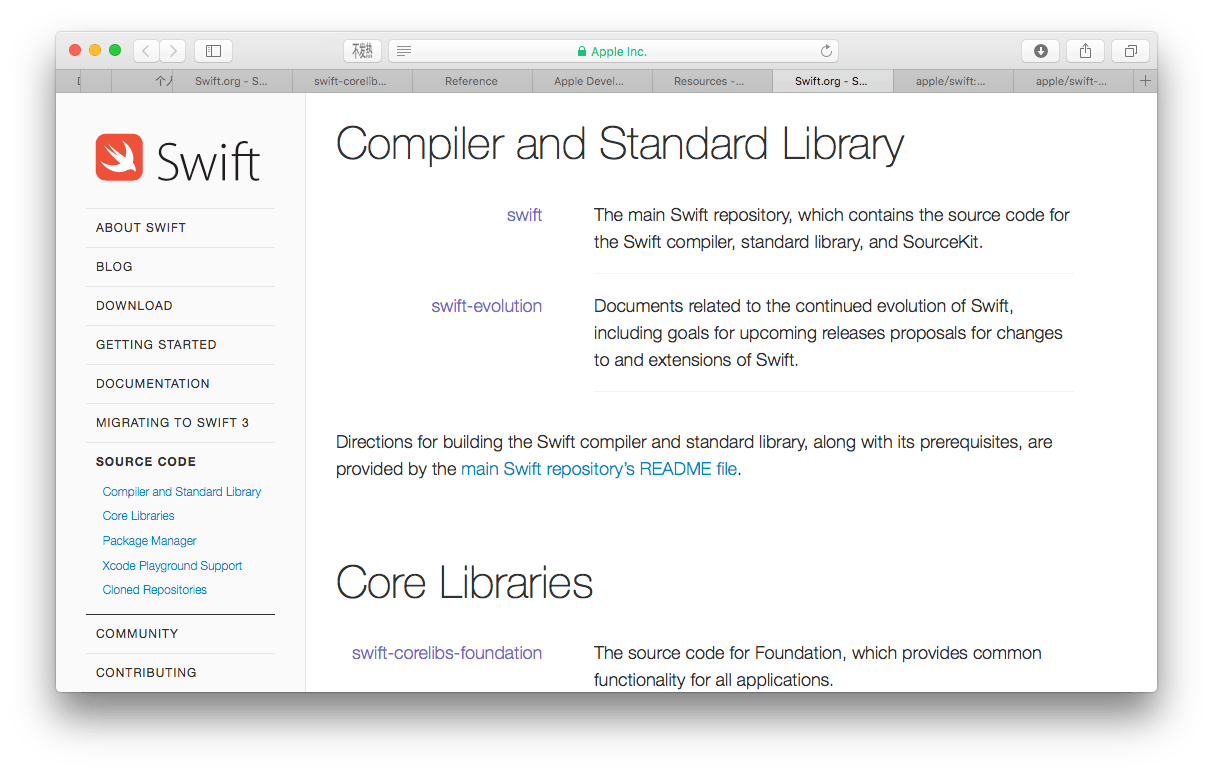 不发热
Apple Inc.
个人
Swift.org - S...
swift-corelib...
Reference
Apple Devel...
Resources -...
Swift.org - S...
apple/swift:...
apple/swift-...
Swift
ABOUT SWIFT
BLOG
DOWNLOAD
GETTING STARTED
DOCUMENTATION
MIGRATING TO SWIFT 3
SOURCE CODE
Compiler and Standard Library
Core Libraries
Package Manager
Xcode Playground Support
Cloned Repositories
COMMUNITY
CONTRIBUTING
Compiler and Standard Library
swift
The main Swift repository, which contains the source code for
the Swift compiler, standard library, and SourceKit.
swift-evolution
Documents related to the continued evolution of Swift,
including goals for upcoming releases proposals for changes
to and extensions of Swift.
Directions for building the Swift compiler and standard library, along with its prerequisites, are
provided by the main Swift repository’s README file.
Core Libraries
swift-corelibs-foundation
The source code for Foundation, which provides common
functionality for all applications.